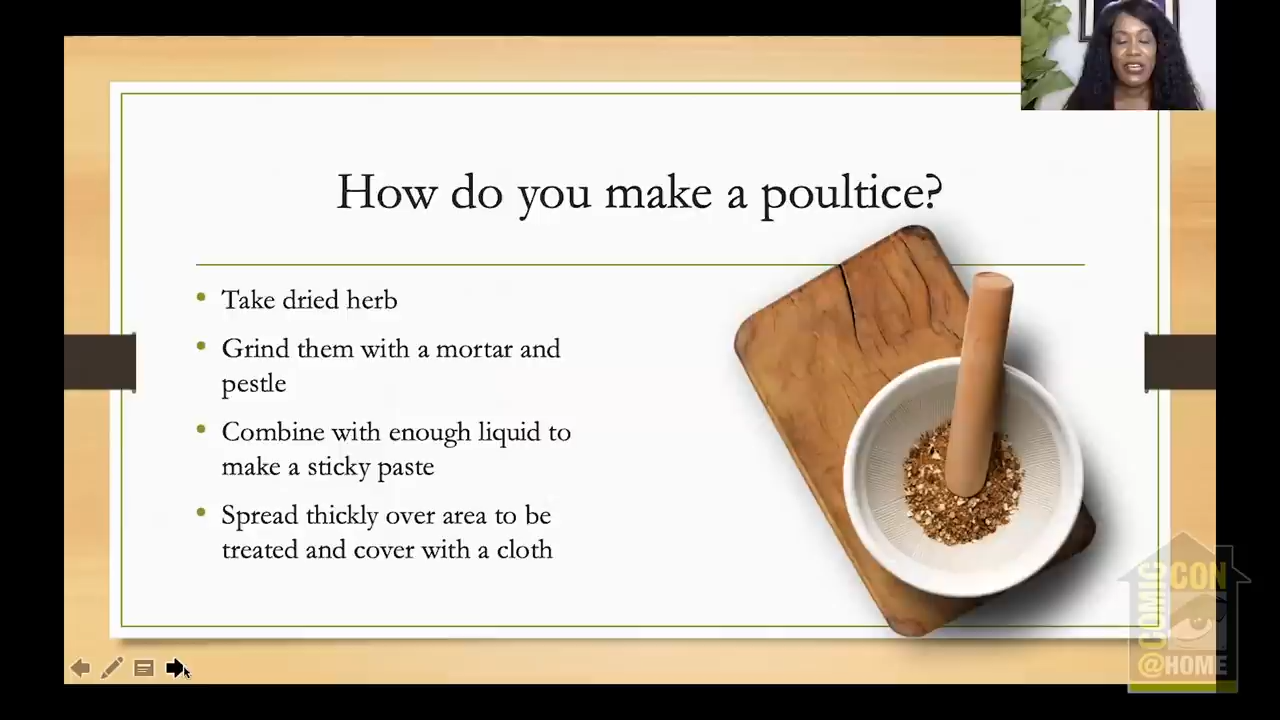 How do you make a poultice?
• Take dried herb
• Grind them with a mortar and
pestle
• Combine with enough liquid to
make a sticky paste
• Spread thickly over area to be
treated and cover with a cloth
COMIC
CON
@HOME